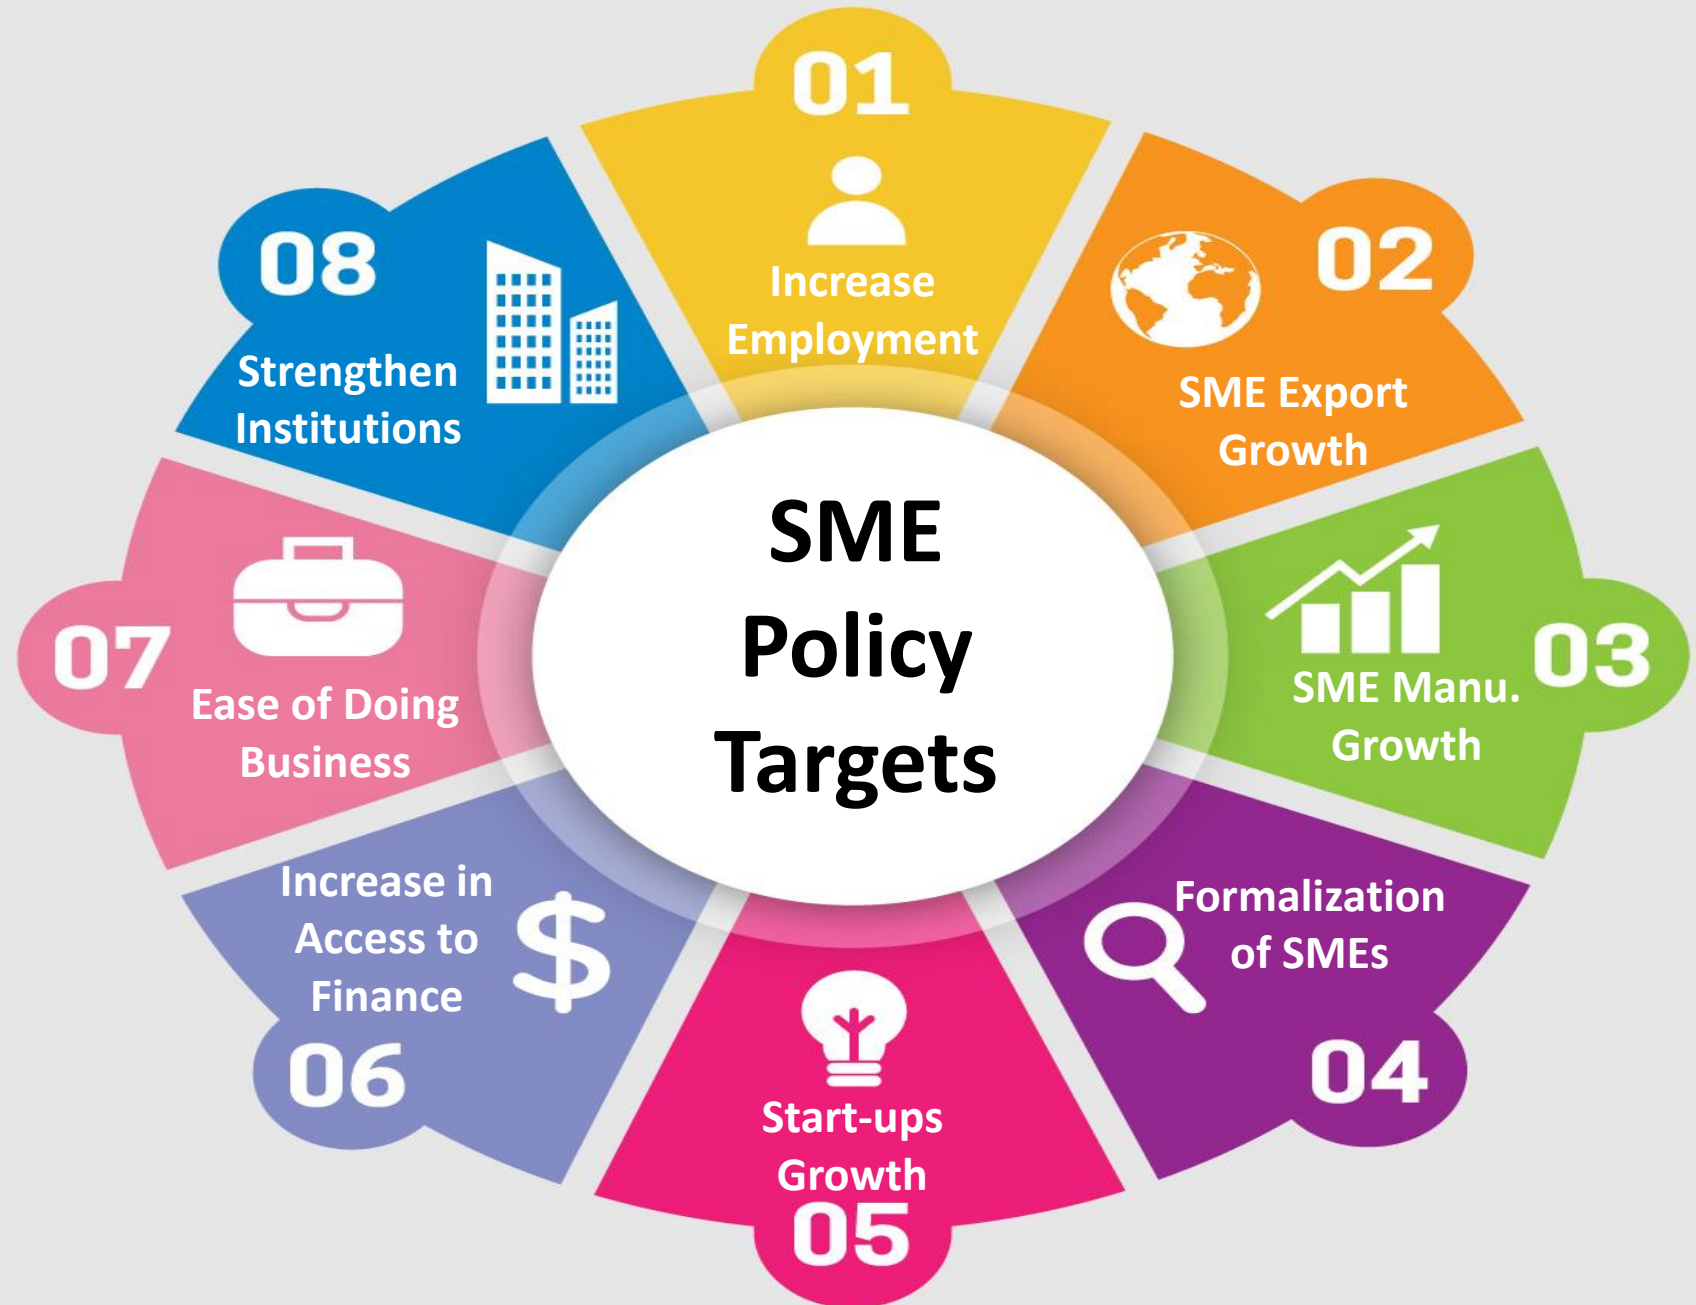 01
Increase
Employment
02
SME Export
Growth
03
SME Manu.
Growth
04
Formalization
of SMEs
Start-ups
Growth
05
Increase in
Access to
Finance
06
07
Ease of Doing
Business
08
Strengthen
Institutions
SME
Policy
Targets